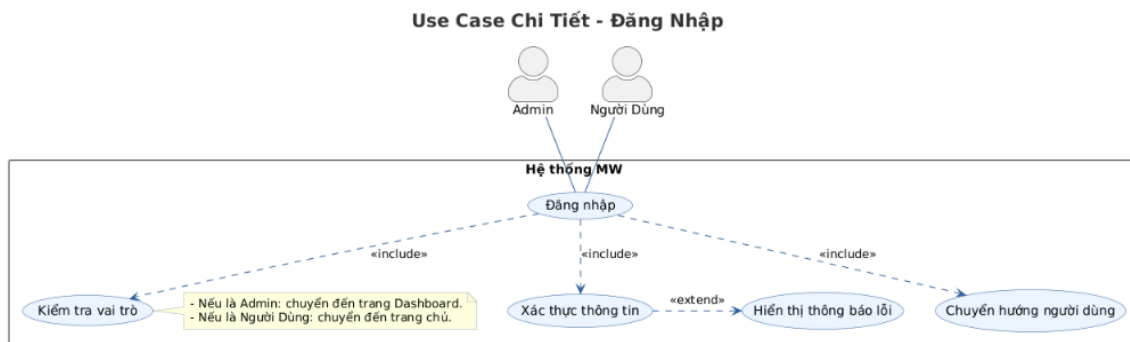 Use Case Chi Tiết - Đăng Nhập
Admin
Người Dùng
Hệ thống MW
Đăng nhập
«include»
«include»
«include»
Kiểm tra vai trò
- Nếu là Admin: chuyển đến trang Dashboard.
- Nếu là Người Dùng: chuyển đến trang chủ.
Xác thực thông tin
«extend»
Hiển thị thông báo lỗi
Chuyển hướng người dùng